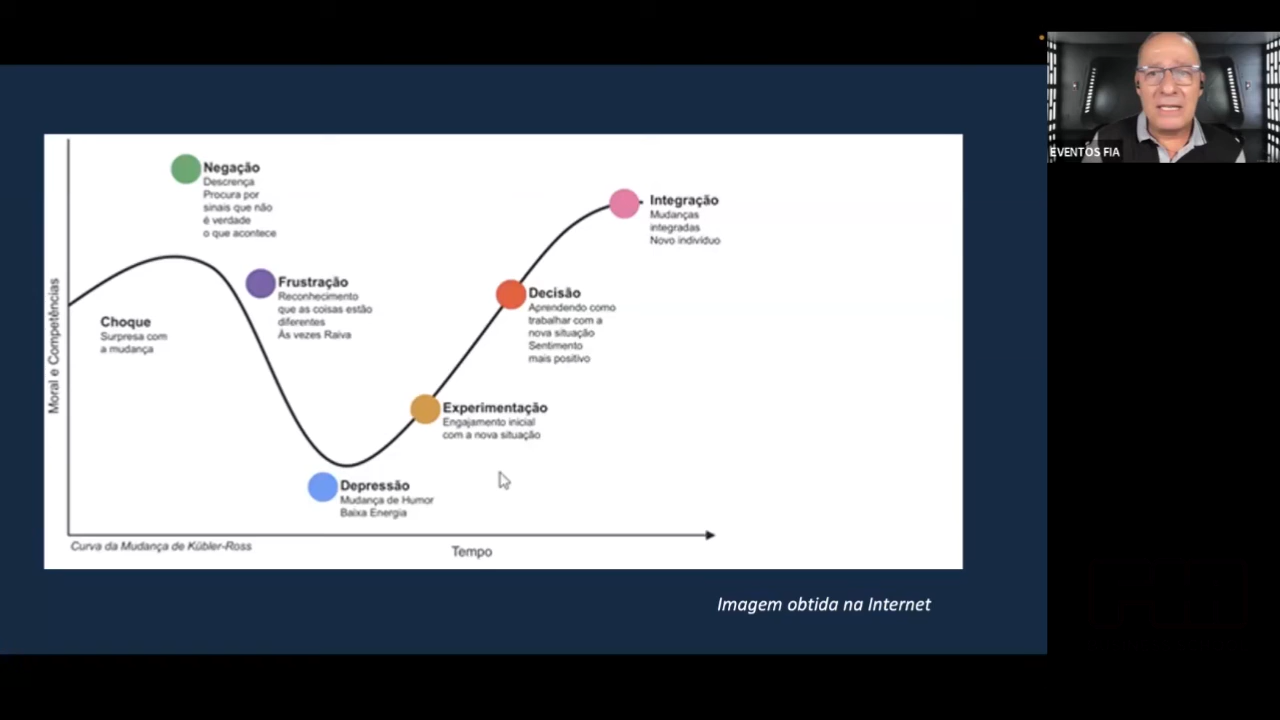 EVENTOS FIA
Negação
Descrença
Procura por
sinais que não
é verdade
o que acontece
Integração
Mudanças
integradas
Novo indivíduo
Frustração
Reconhecimento
que as coisas estão
diferentes
Às vezes Raiva
Decisão
Aprendendo como
trabalhar com a
nova situação
Sentimento
mais positivo
Choque
Surpresa com
a mudança
Moral e Competências
Experimentação
Engajamento inicial
com a nova situação
Depressão
Mudança de Humor
Baixa Energia
Curva da Mudança de Kübler-Ross
Tempo
Imagem obtida na Internet